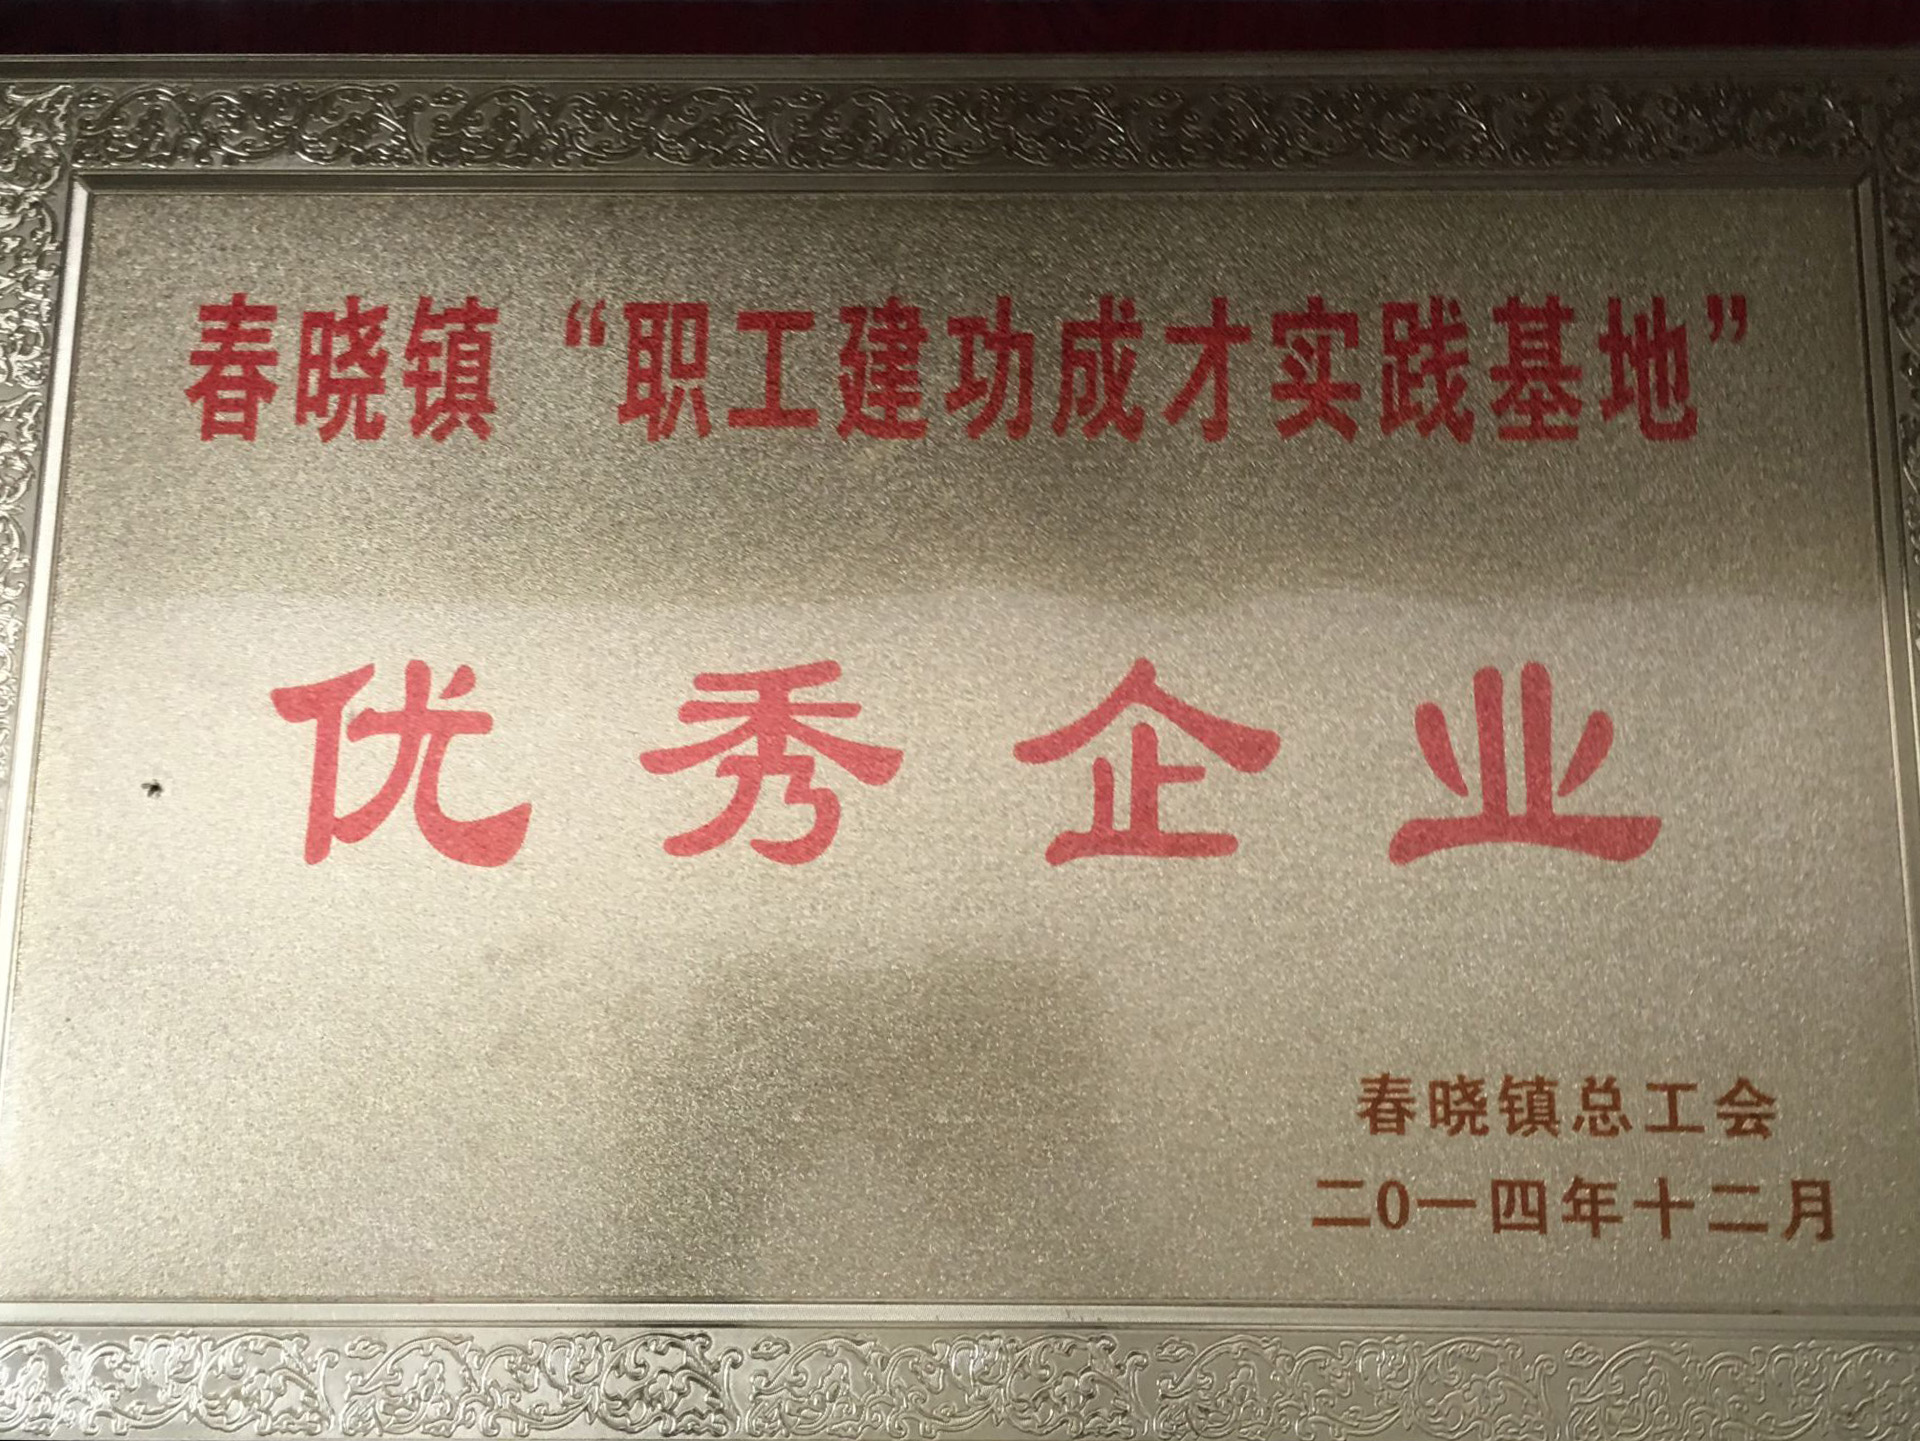 春晓镇“职工建功成才实践基地”
优秀企业
春晓镇总工会
二0一四年十二月